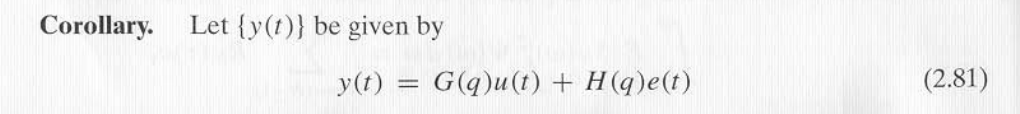 Corollary. Let {y(t)} be given by
y(t) = G(q)u(t) + H(q)e(t) (2.81)